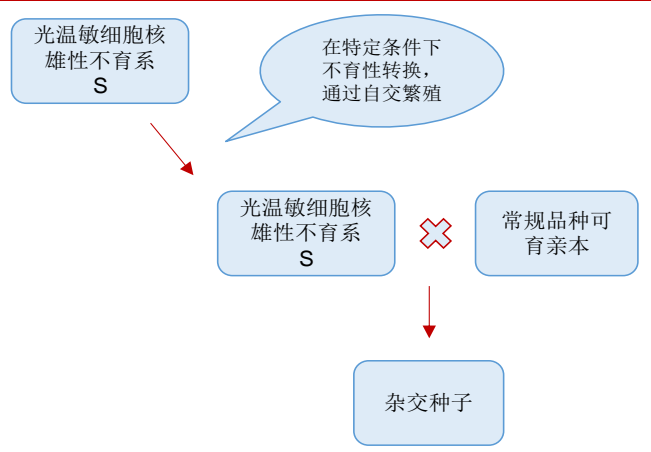 光温敏细胞核
雄性不育系
S
在特定条件下
不育性转换，
通过自交繁殖
光温敏细胞核
雄性不育系
S
常规品种可
育亲本
杂交种子